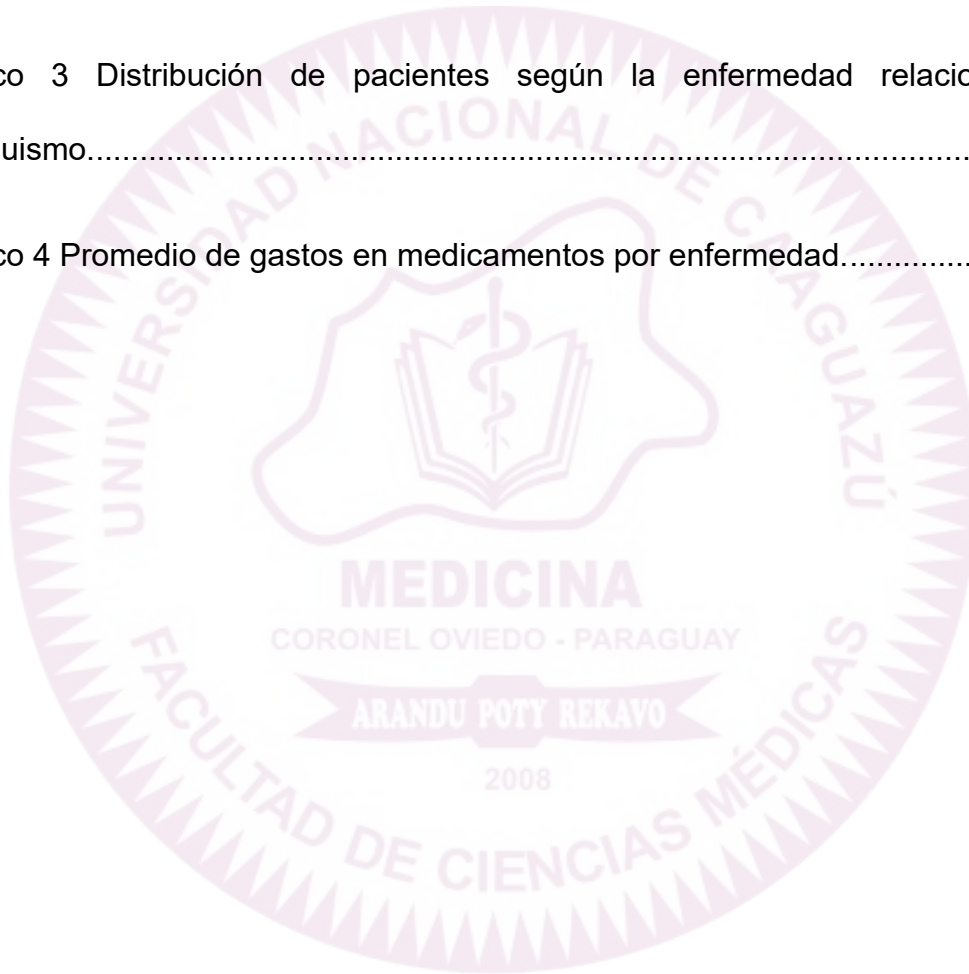 co 3 Distribución de pacientes según la enfermedad relacio
uismo
co 4 Promedio de gastos en medicamentos por enfermedad
UNIVERSIDAD NACIONAL DE CAAGUAZÚ
MEDICINA
CORONEL OVIEDO - PARAGUAY
ARANDU POTY REKAVO
2008
FACULTAD DE CIENCIAS MÉDICAS